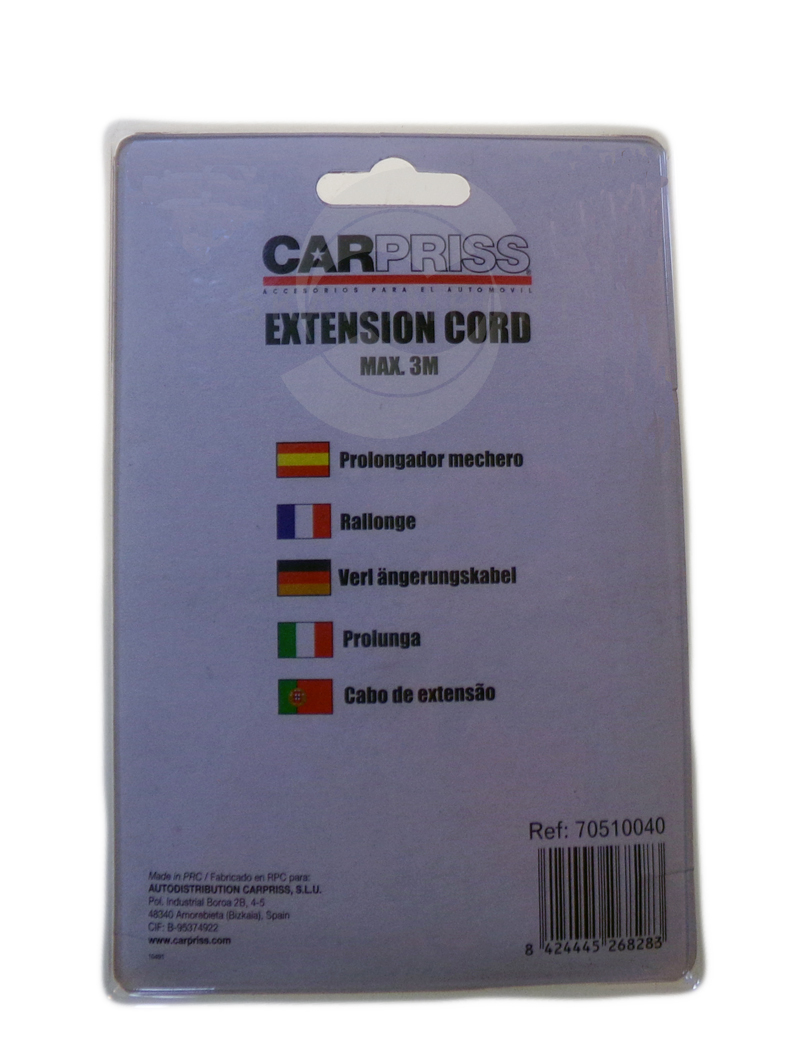 CARPRISS
ACCESORIOS PARA EL AUTOMOVIL
EXTENSION CORD
MAX. 3M
Prolongador mechero
Rallonge
Verl ängerungskabel
Prolunga
Cabo de extensão
Ref: 70510040
8 424445 268283
Made in PRC / Fabricado en RPC para:
AUTODISTRIBUTION CARPRISS, S.L.U.
Pol. Industrial Boroa 2B, 4-5
48340 Amorebieta (Bizkaia), Spain
CIF: B-95374922
www.carpriss.com